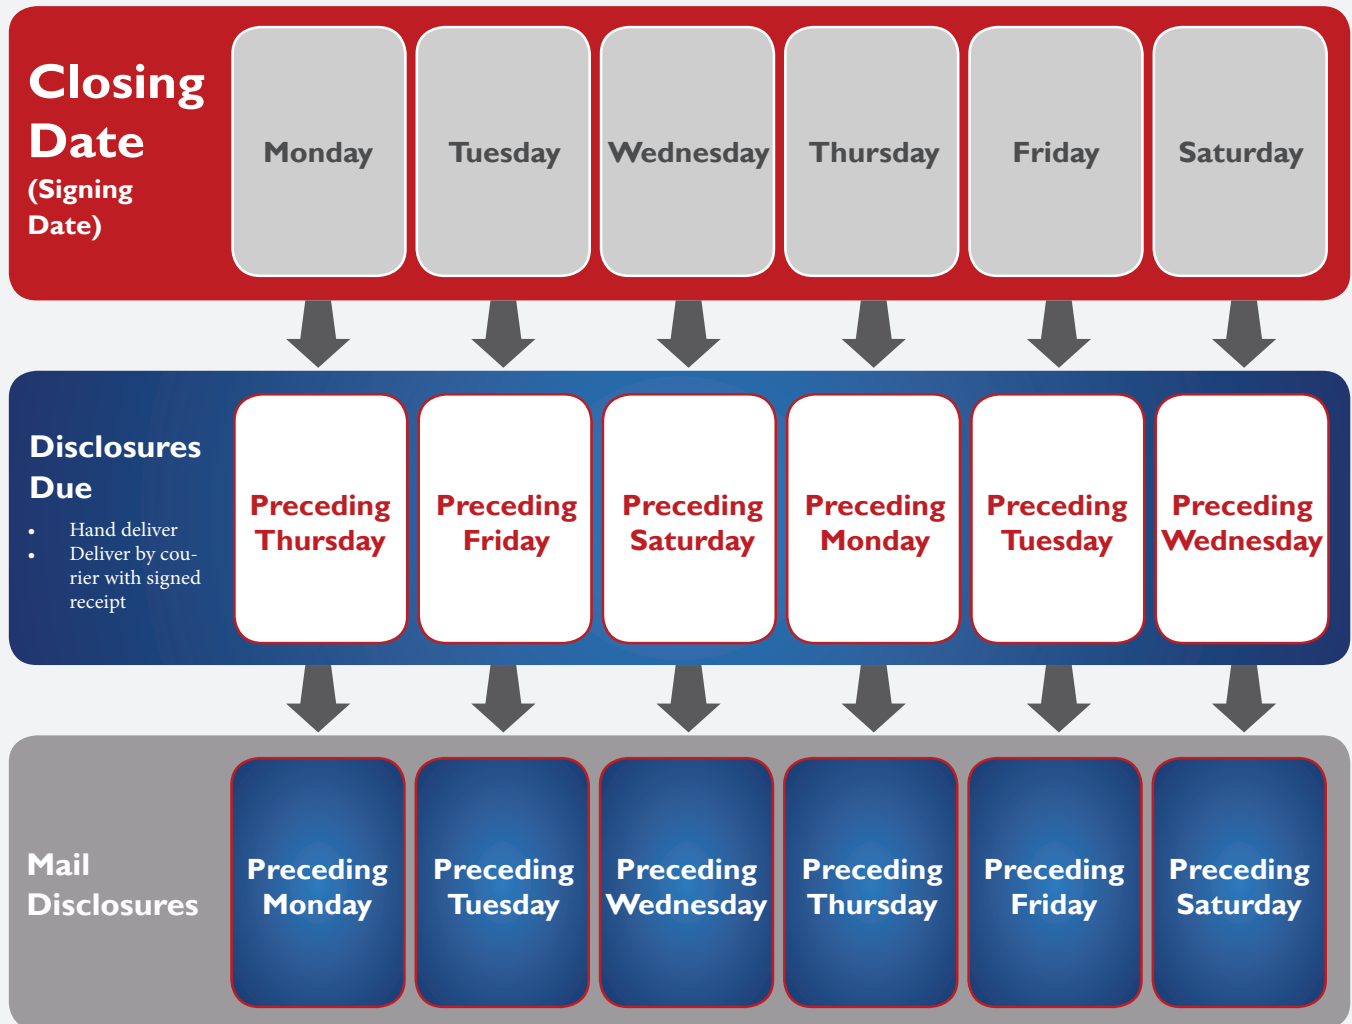 Closing
Date
(Signing
Date)
Monday
Tuesday
Wednesday
Thursday
Friday
Saturday
Disclosures
Due
• Hand deliver
• Deliver by cou-
rier with signed
receipt
Preceding
Thursday
Preceding
Friday
Preceding
Saturday
Preceding
Monday
Preceding
Tuesday
Preceding
Wednesday
Mail
Disclosures
Preceding
Monday
Preceding
Tuesday
Preceding
Wednesday
Preceding
Thursday
Preceding
Friday
Preceding
Saturday